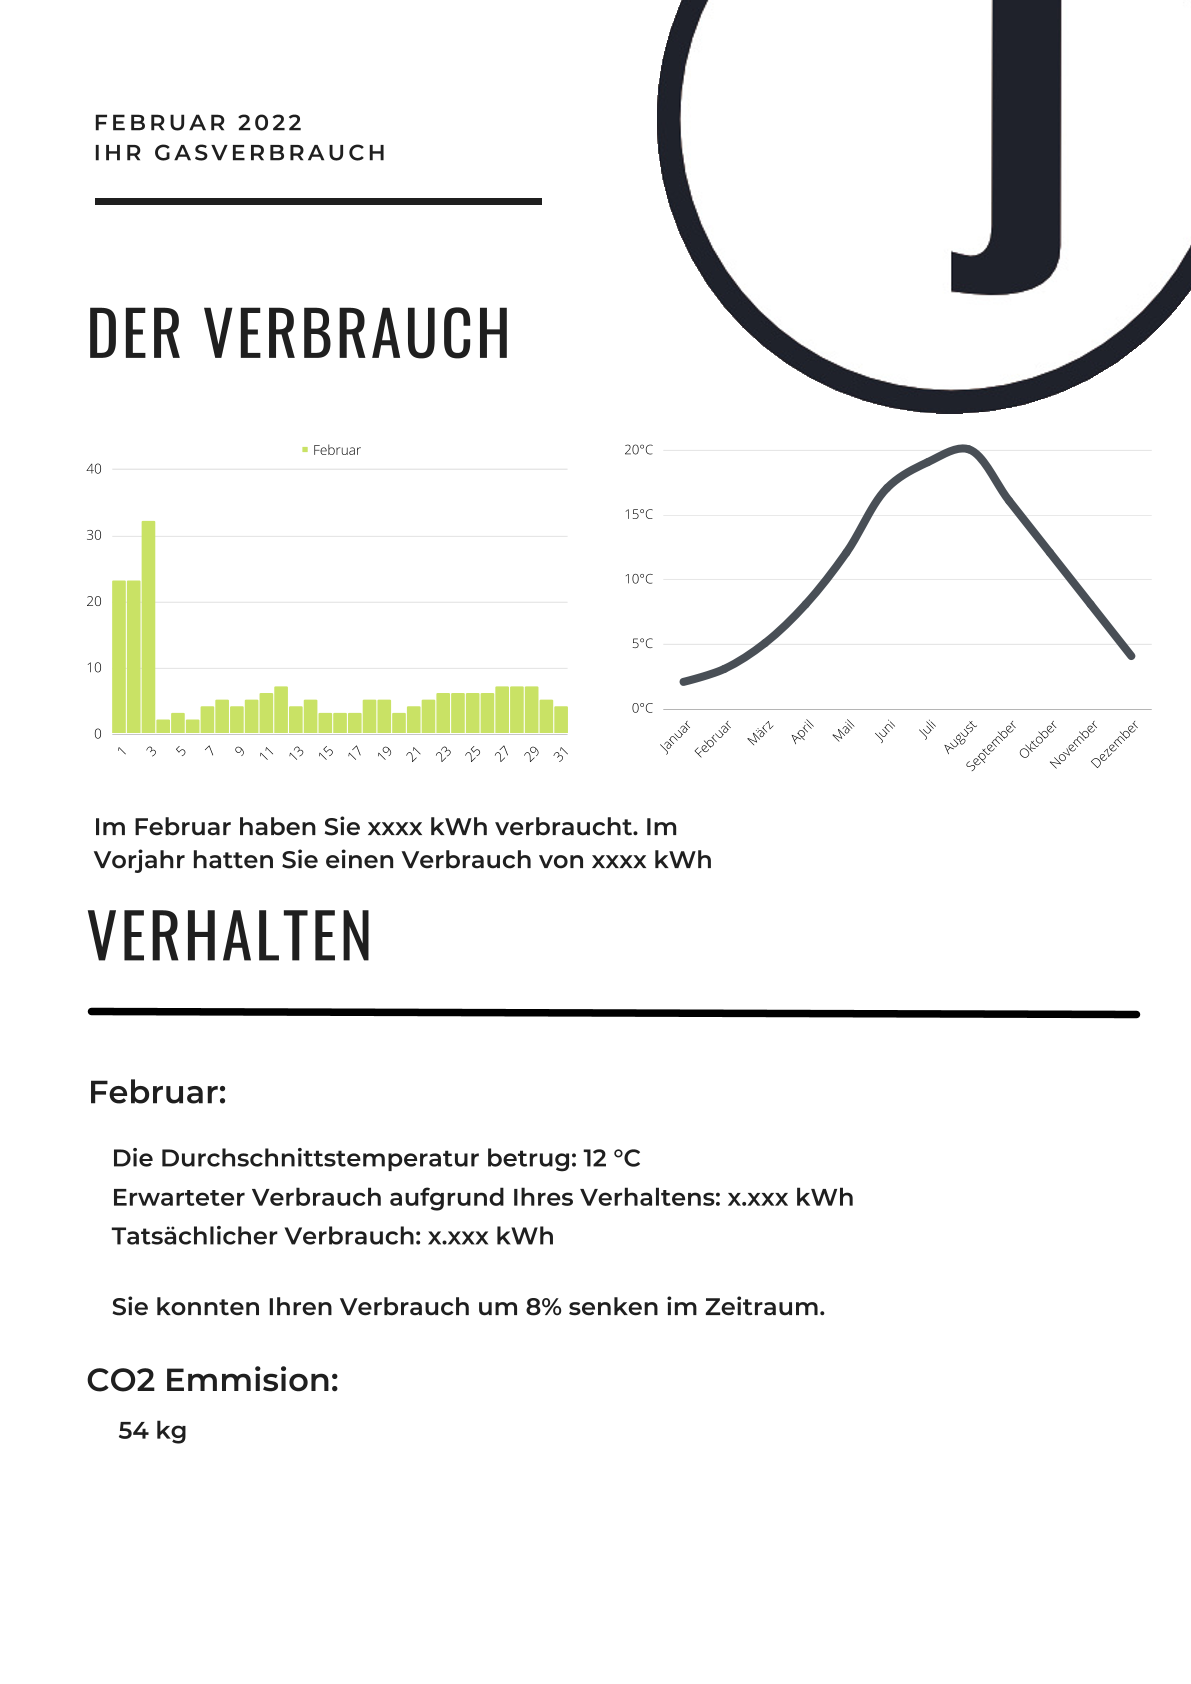 J
FEBRUAR 2022
IHR GASVERBRAUCH
DER VERBRAUCH
Februar
40
30
20
10
0
1 3 5 7 9 11 13 15 17 19 21 23 25 27 29 31
20°C
15°C
10°C
5°C
0°C
Januar Februar März April Mail Juni Juli August September Oktober November Dezember
Im Februar haben Sie xxxx kWh verbraucht. Im
Vorjahr hatten Sie einen Verbrauch von xxxx kWh
VERHALTEN
Februar:
Die Durchschnittstemperatur betrug: 12 °C
Erwarteter Verbrauch aufgrund Ihres Verhaltens: x.xxx kWh
Tatsächlicher Verbrauch: x.xxx kWh
Sie konnten Ihren Verbrauch um 8% senken im Zeitraum.
CO2 Emmision:
54 kg